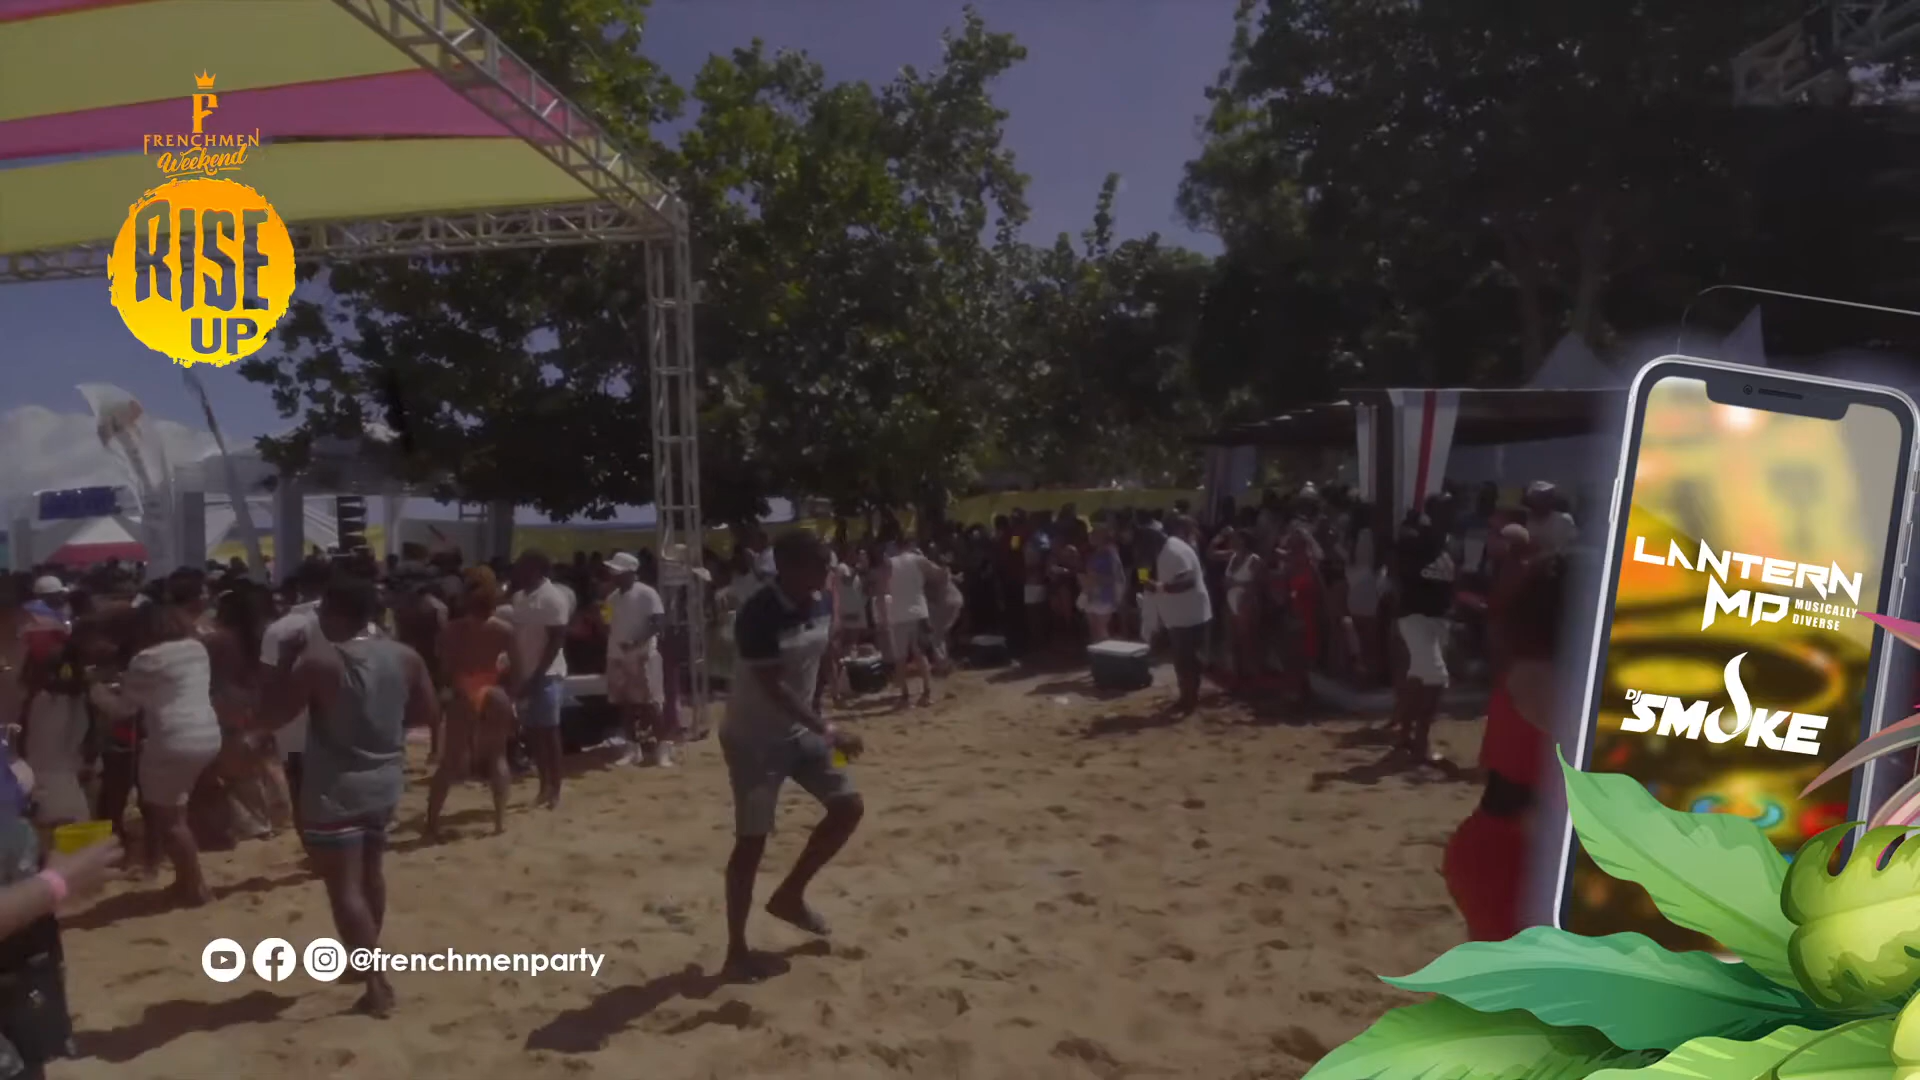 F
FRENCHMEN
Weekend
RISE
UP
LANTERN
MD MUSICALLY
DIVERSE
DJ
SMOKE
@frenchmenparty